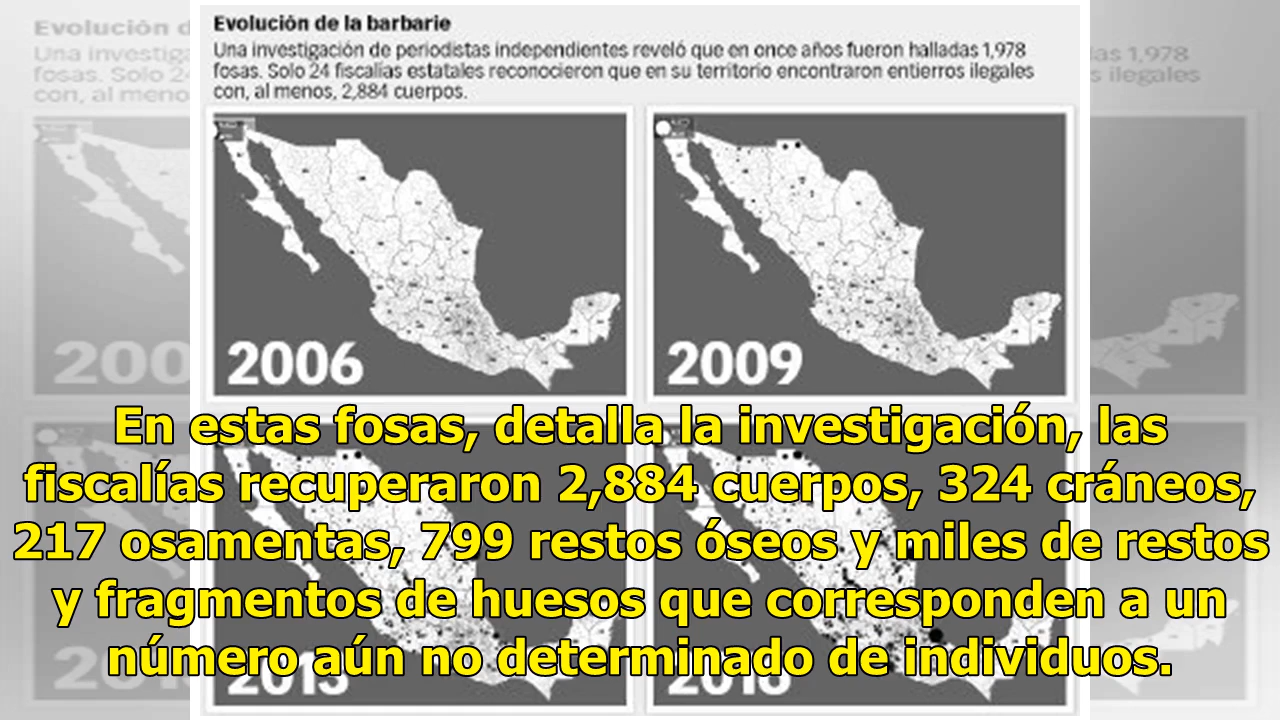 Evolución de la barbarie
Una investigación de periodistas independientes reveló que en once años fueron halladas 1,978
fosas. Solo 24 fiscalías estatales reconocieron que en su territorio encontraron entierros ilegales
con, al menos, 2,884 cuerpos.
2006
2009
En estas fosas, detalla la investigación, las
fiscalías recuperaron 2,884 cuerpos, 324 cráneos,
217 osamentas, 799 restos óseos y miles de restos
y fragmentos de huesos que corresponden a un
número aún no determinado de individuos.